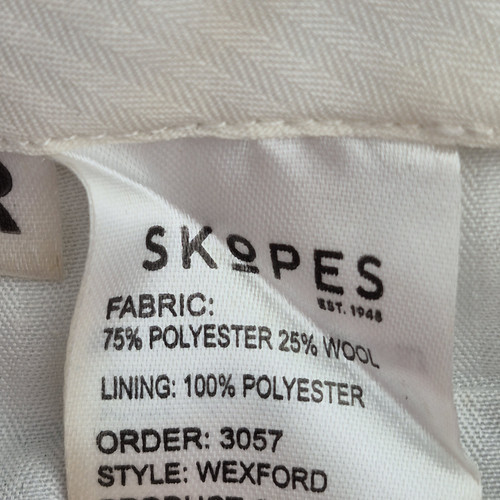 R
SKOPES
EST. 1948
FABRIC:
75% POLYESTER 25% WOOL
LINING: 100% POLYESTER
ORDER: 3057
STYLE: WEXFORD